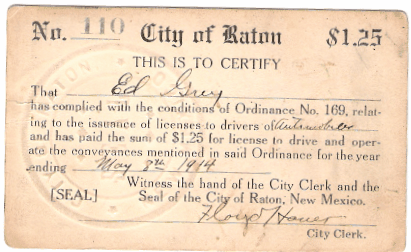 No. 110 City of Raton $1.25
THIS IS TO CERTIFY
That Ed Grey
has complied with the conditions of Ordinance No. 169, relat-
ing to the issuance of licenses to drivers of Automobiles
and has paid the sum of $1.25 for license to drive and oper-
ate the conveyances mentioned in said Ordinance for the year
ending May 8th 1914
Witness the hand of the City Clerk and the
[SEAL] Seal of the City of Raton, New Mexico.
Floyd
City Clerk.